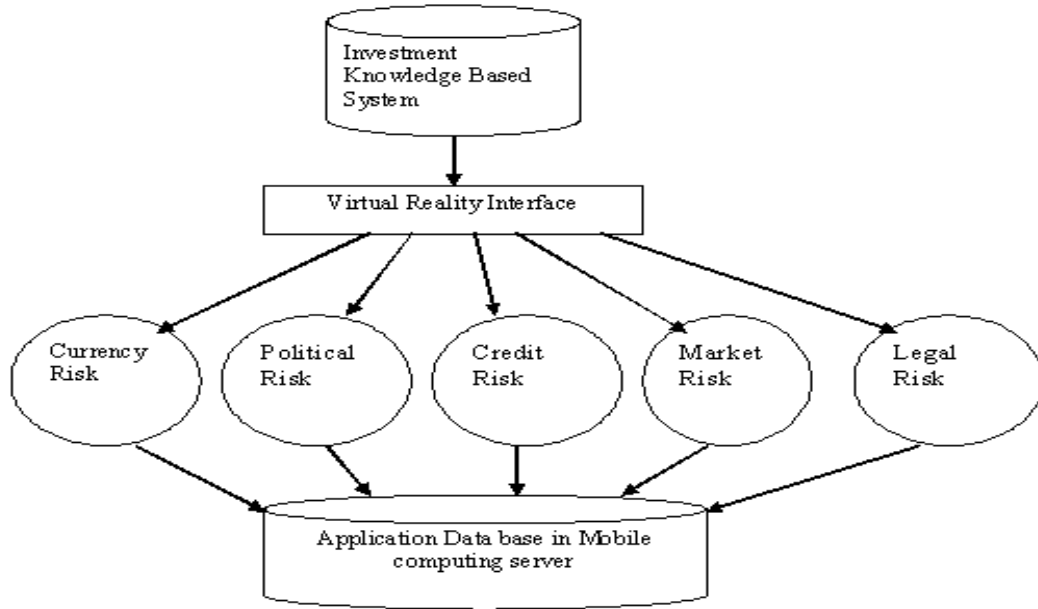 Investment
Knowledge Based
System
Virtual Reality Interface
Currency
Risk
Political
Risk
Credit
Risk
Market
Risk
Legal
Risk
Application Data base in Mobile
computing server